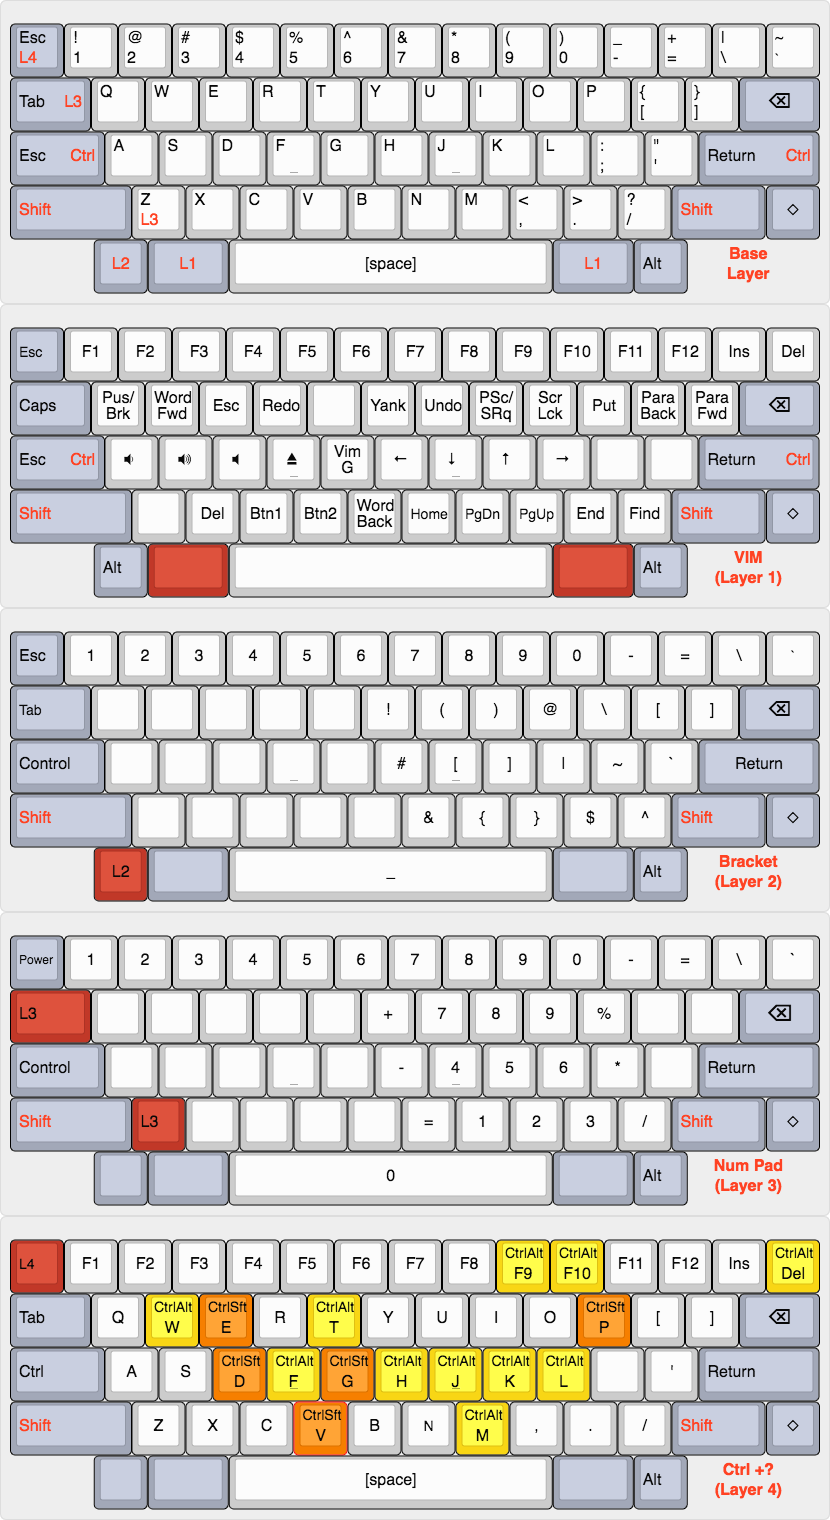 Esc ! @ # $ % ^ & * ( ) _ + | ~
L4 1 2 3 4 5 6 7 8 9 0 - = \ `
Tab L3 Q W E R T Y U I O P { } ⌫
[ ]
Esc Ctrl A S D F G H J K L : " Return Ctrl
_ _ ; '
Shift Z X C V B N M < > ? Shift ◇
L3 , . /
L2 L1 [space] L1 Alt
Base
Layer
Esc F1 F2 F3 F4 F5 F6 F7 F8 F9 F10 F11 F12 Ins Del
Caps Pus/ Word Esc Redo Yank Undo PSc/ Scr Put Para Para ⌫
Brk Fwd SRq Lck Back Fwd
Esc Ctrl 🔈 🔊 🔈 ⏏ Vim ← ↓ ↑ → Return Ctrl
_ G _
Shift Del Btn1 Btn2 Word Home PgDn PgUp End Find Shift ◇
Back
Alt Alt
VIM
(Layer 1)
Esc 1 2 3 4 5 6 7 8 9 0 - = \ `
Tab ! ( ) @ \ [ ] ⌫
Control _ # [ ] | ~ ` Return
_
Shift & { } $ ^ Shift ◇
L2 _ Alt
Bracket
(Layer 2)
Power 1 2 3 4 5 6 7 8 9 0 - = \ `
L3 + 7 8 9 % ⌫
Control _ - 4 5 6 * Return
_
Shift L3 = 1 2 3 / Shift ◇
0 Alt
Num Pad
(Layer 3)
L4 F1 F2 F3 F4 F5 F6 F7 F8 CtrlAlt CtrlAlt F11 F12 Ins CtrlAlt
F9 F10 Del
Tab Q CtrlAlt CtrlSft R CtrlAlt Y U I O CtrlSft [ ] ⌫
W E T P
Ctrl A S CtrlSft CtrlAlt CtrlSft CtrlAlt CtrlAlt CtrlAlt CtrlAlt ' Return
D F G H J K L
_ _
Shift Z X C CtrlSft B N CtrlAlt , . / Shift ◇
V M
[space] Alt
Ctrl +?
(Layer 4)